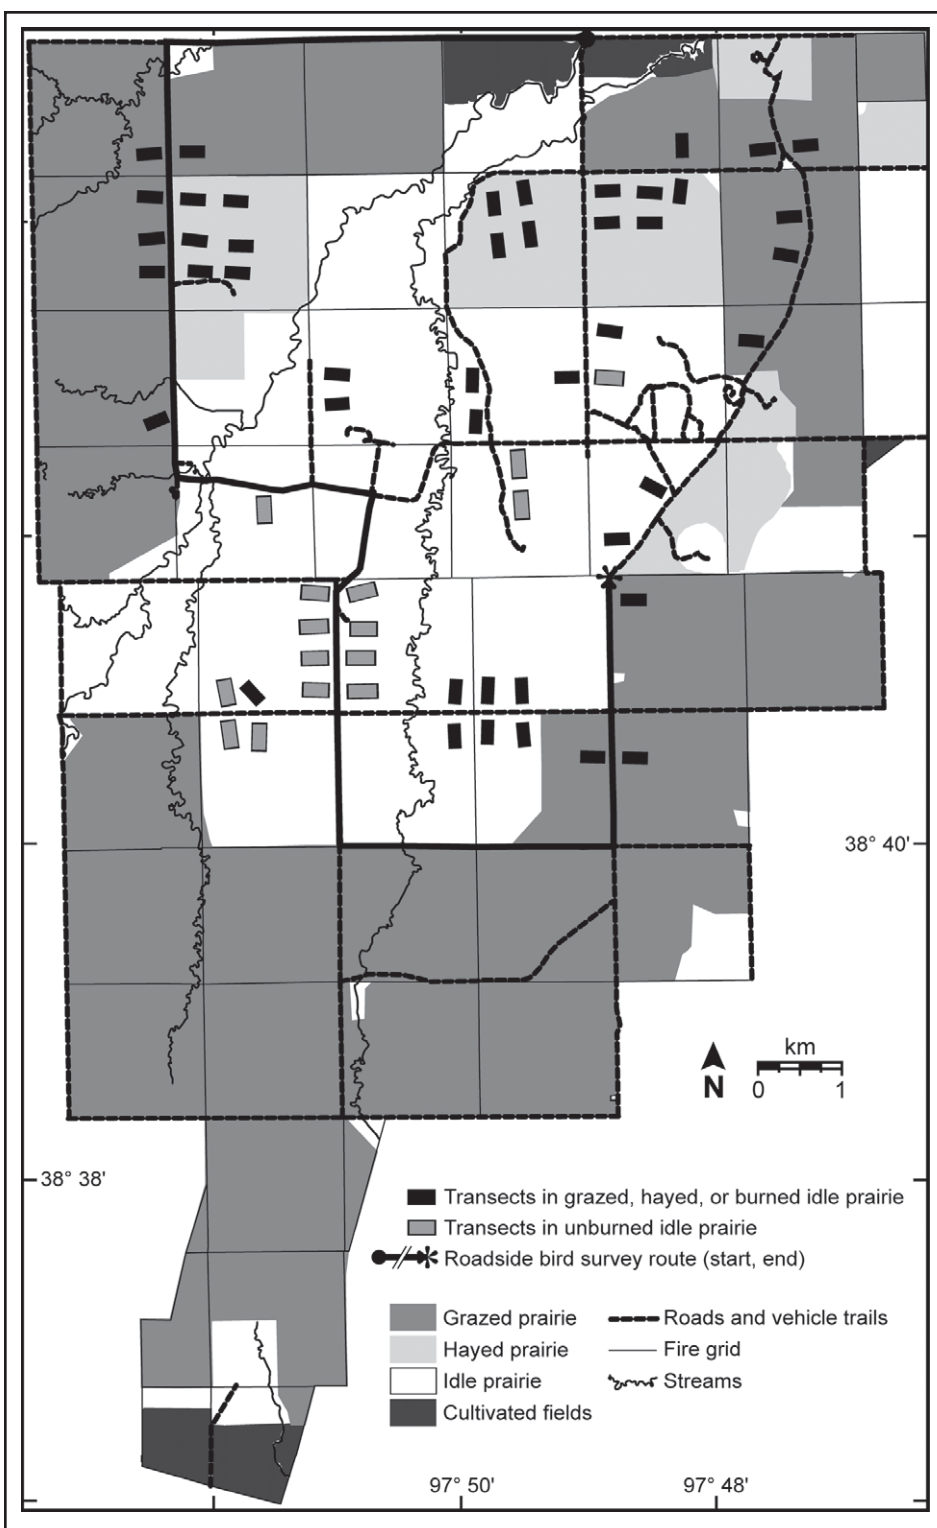 38° 40'
km
N
0 1
38° 38'
Transects in grazed, hayed, or burned idle prairie
Transects in unburned idle prairie
Roadside bird survey route (start, end)
Grazed prairie
Hayed prairie
Idle prairie
Cultivated fields
Roads and vehicle trails
Fire grid
Streams
97° 50' 97° 48'